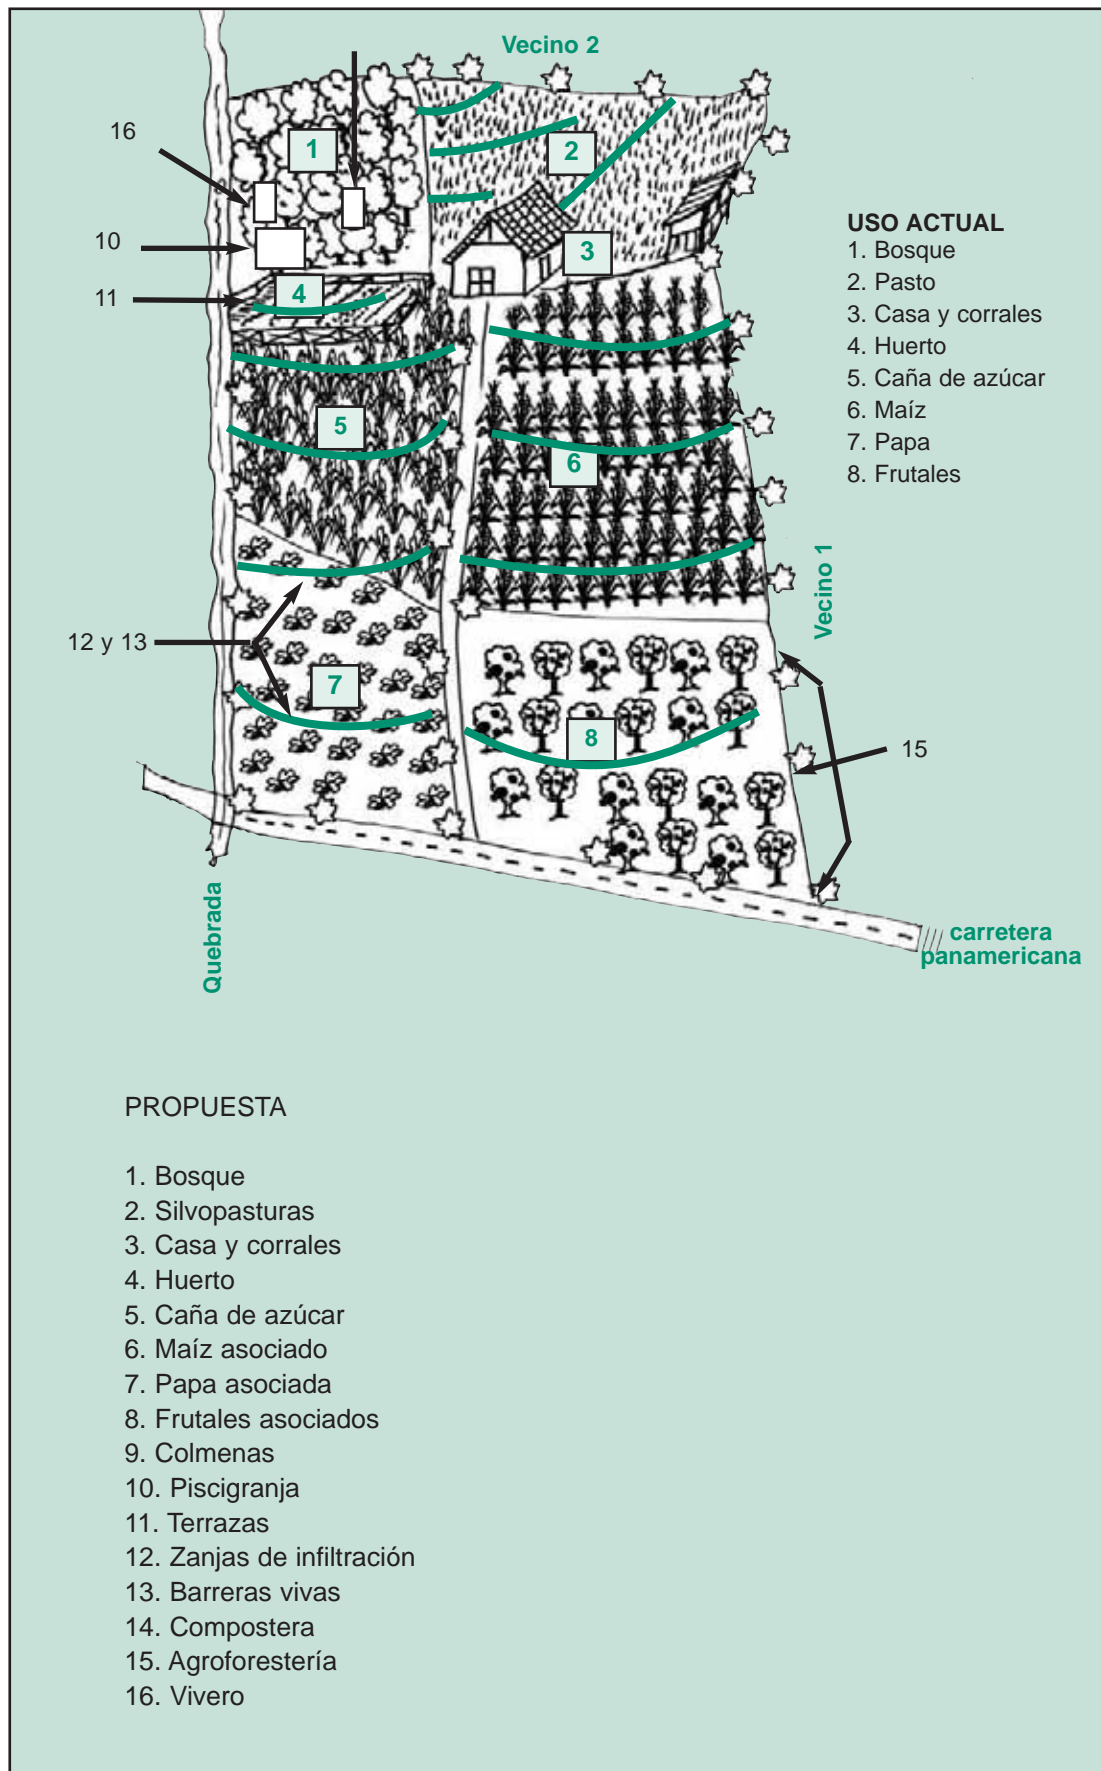 Vecino 2
16
1
2
10
3
11
4
5
6
12 y 13
7
8
15
Vecino 1
Quebrada
carretera
panamericana
USO ACTUAL
1. Bosque
2. Pasto
3. Casa y corrales
4. Huerto
5. Caña de azúcar
6. Maíz
7. Papa
8. Frutales
PROPUESTA
1. Bosque
2. Silvopasturas
3. Casa y corrales
4. Huerto
5. Caña de azúcar
6. Maíz asociado
7. Papa asociada
8. Frutales asociados
9. Colmenas
10. Piscigranja
11. Terrazas
12. Zanjas de infiltración
13. Barreras vivas
14. Compostera
15. Agroforestería
16. Vivero